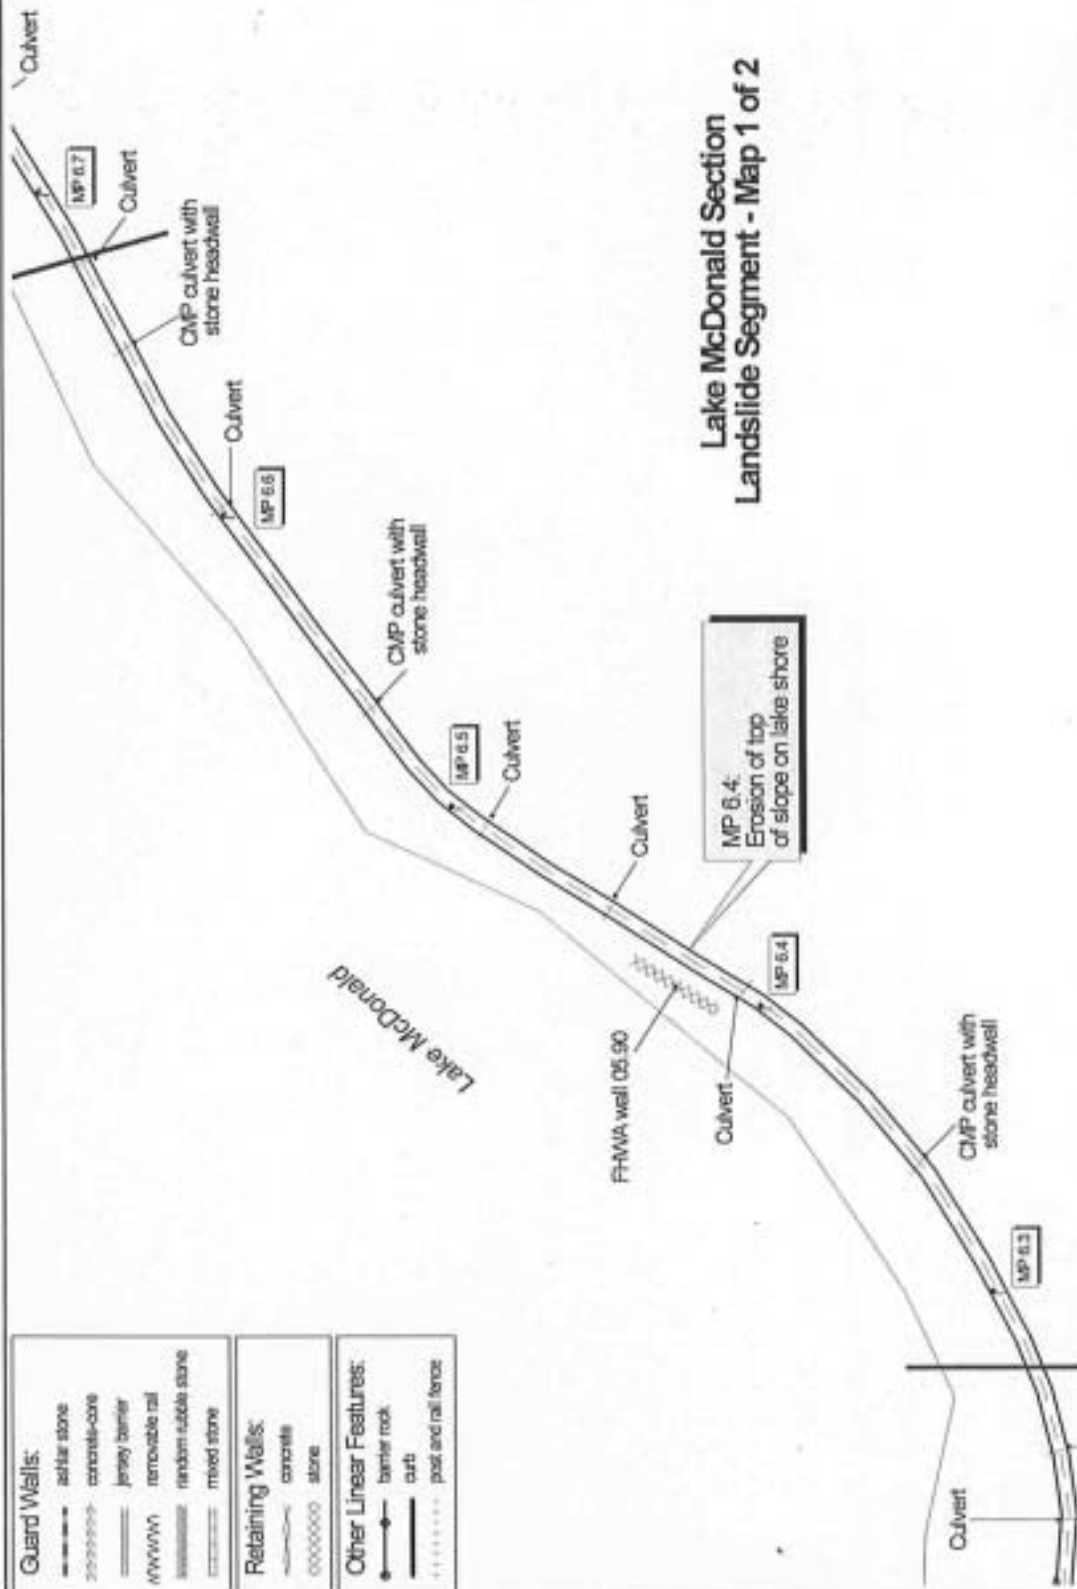 Guard Walls:
ashlar stone
concrete-core
jersey barrier
removable rail
random rubble stone
mixed stone
Retaining Walls:
concrete
stone
Other Linear Features:
barrier rock
curb
post and rail fence
Lake McDonald
Culvert
MP 6.3
CMP culvert with
stone headwall
MP 6.4
Culvert
FHWA wall 05.90
MP 6.4:
Erosion of top
of slope on lake shore
Culvert
Culvert
MP 6.5
CMP culvert with
stone headwall
MP 6.6
Culvert
CMP culvert with
stone headwall
Culvert
MP 6.7
Culvert
Lake McDonald Section
Landslide Segment - Map 1 of 2